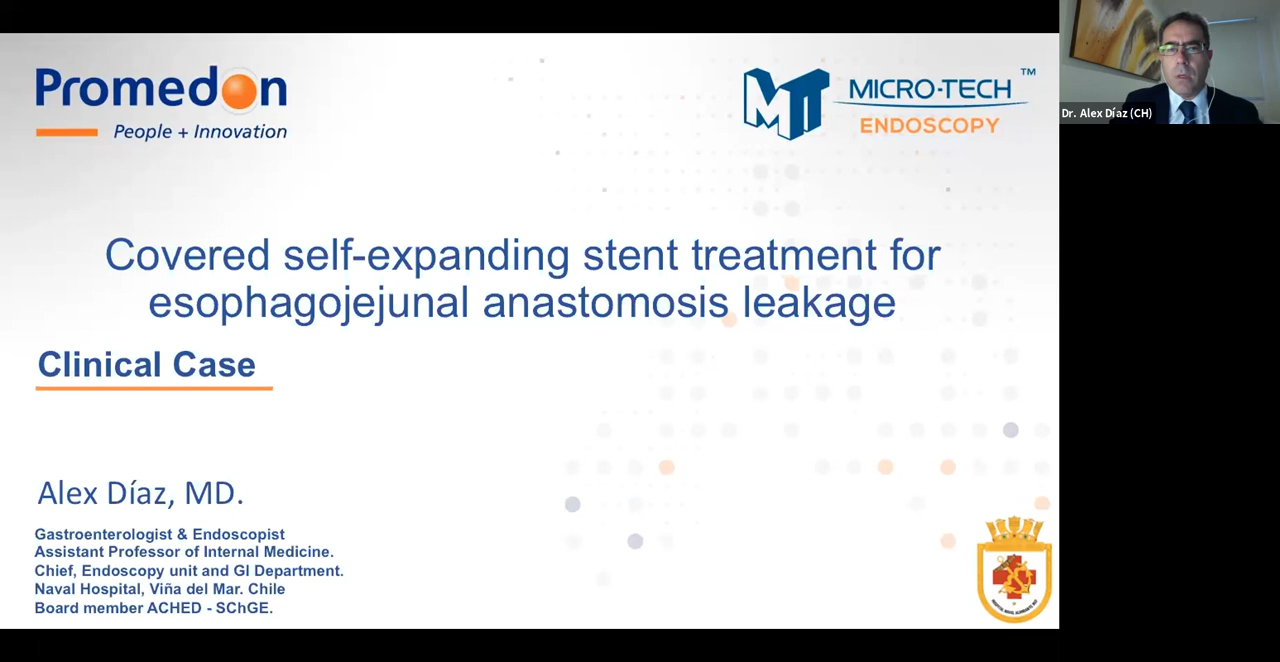 Promedon
People + Innovation
MT
MICRO-TECH™
ENDOSCOPY
Dr. Alex Díaz (CH)
Covered self-expanding stent treatment for
esophagojejunal anastomosis leakage
Clinical Case
Alex Díaz, MD.
Gastroenterologist & Endoscopist
Assistant Professor of Internal Medicine.
Chief, Endoscopy unit and GI Department.
Naval Hospital, Viña del Mar. Chile
Board member ACHED - SChGE.